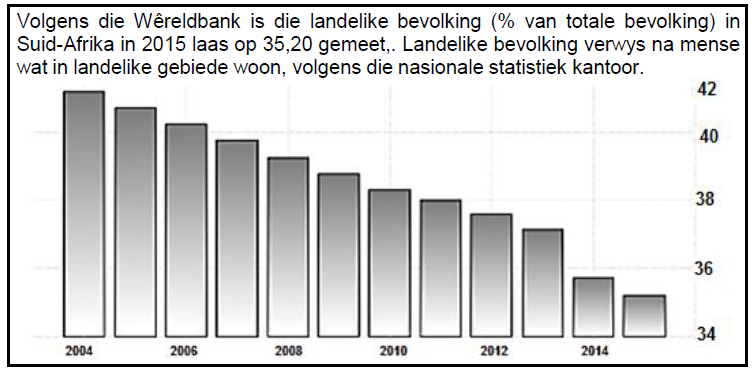 Volgens die Wêreldbank is die landelike bevolking (% van totale bevolking) in
Suid-Afrika in 2015 laas op 35,20 gemeet,. Landelike bevolking verwys na mense
wat in landelike gebiede woon, volgens die nasionale statistiek kantoor.
42
40
38
36
34
2004 2006 2008 2010 2012 2014